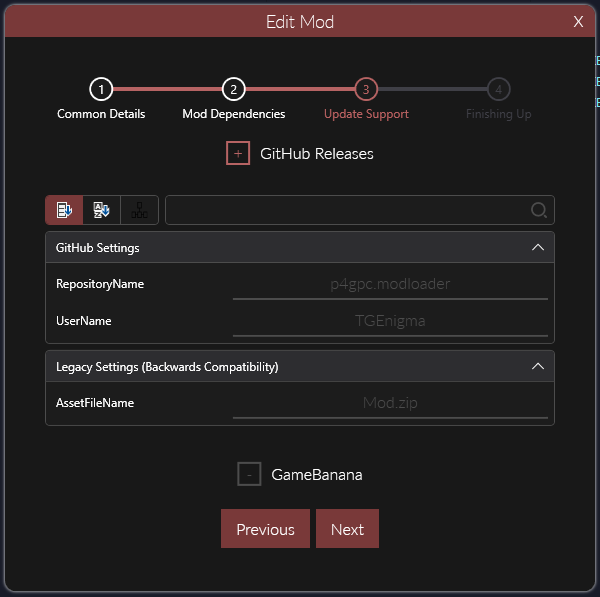 Edit Mod
X
1
2
3
4
Common Details
Mod Dependencies
Update Support
Finishing Up
+ GitHub Releases
GitHub Settings
RepositoryName
p4gpc.modloader
UserName
TGEnigma
Legacy Settings (Backwards Compatibility)
AssetFileName
Mod.zip
- GameBanana
Previous
Next